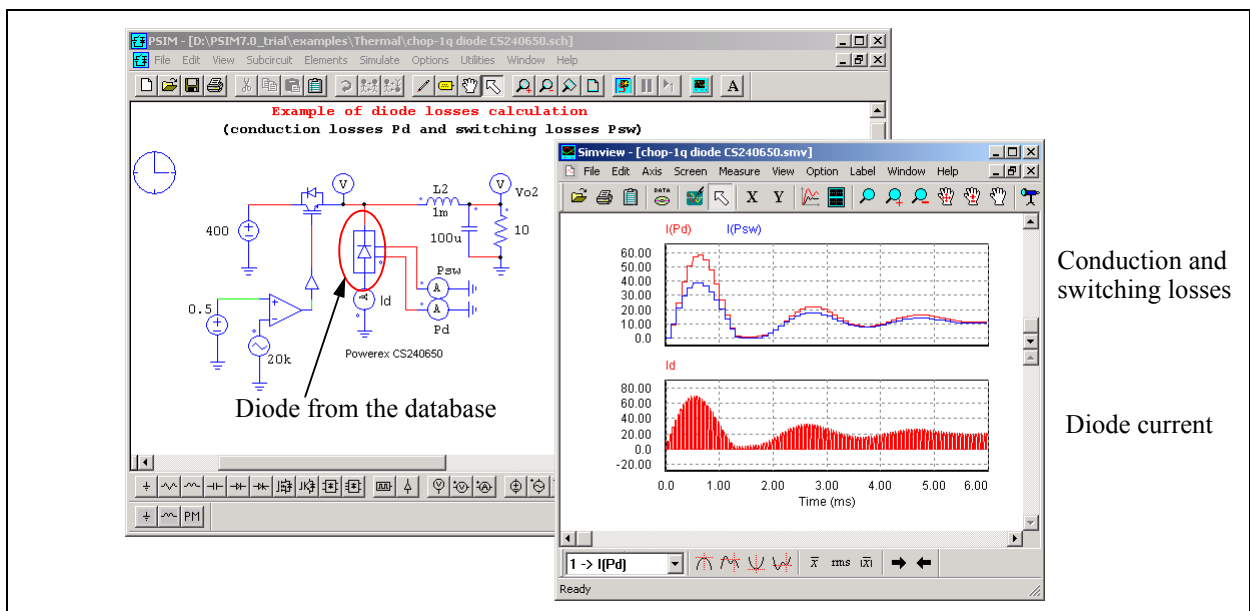 PSIM - [D:\PSIM7.0_trial\examples\Thermal\chop-1q diode CS240650.sch]
File Edit View Subcircuit Elements Simulate Options Utilities Window Help
A
Example of diode losses calculation
(conduction losses Pd and switching losses Psw)
V
L2
1m
V
Vo2
400
100u
10
Psw
A
A
Pd
A
Id
0.5
20k
Powerex CS240650
Diode from the database
PM
Simview - [chop-1q diode CS240650.smv]
File Edit Axis Screen Measure View Option Label Window Help
DATA
X Y
I(Pd) I(Psw)
60.00
50.00
40.00
30.00
20.00
10.00
0.0
Id
80.00
60.00
40.00
20.00
0.0
-20.00
0.0 1.00 2.00 3.00 4.00 5.00 6.00
Time (ms)
1 -> I(Pd)
x rms |x|
Ready
Conduction and
switching losses
Diode current